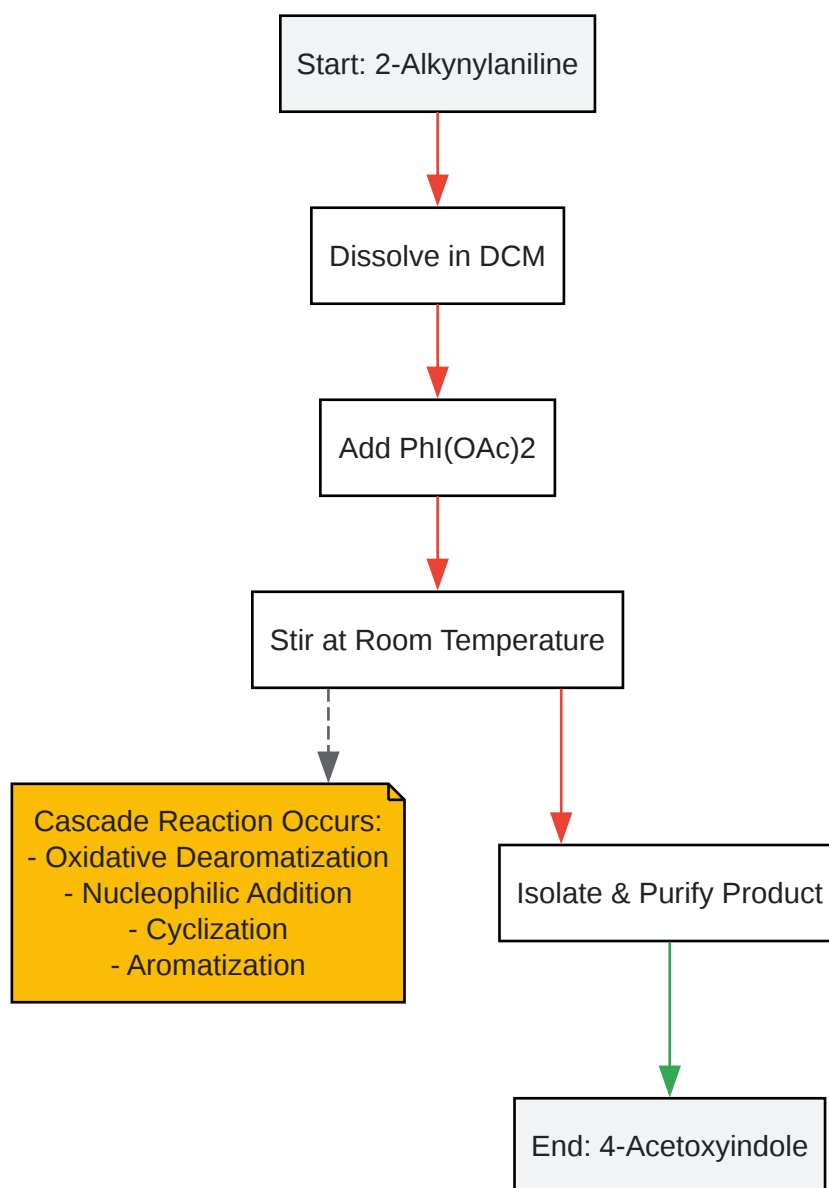 Start: 2-Alkynylaniline
Dissolve in DCM
Add PhI(OAc)2
Stir at Room Temperature
Cascade Reaction Occurs:
- Oxidative Dearomatization
- Nucleophilic Addition
- Cyclization
- Aromatization
Isolate & Purify Product
End: 4-Acetoxyindole